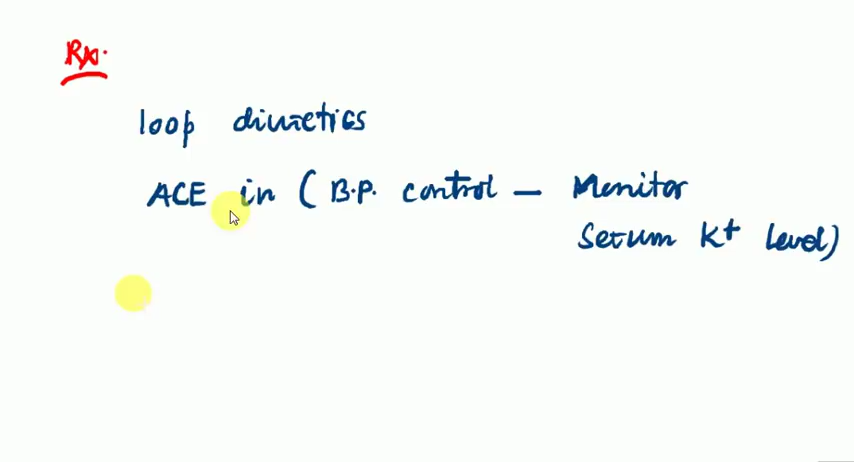 Rx.
loop diuretics
ACE in (B.P. control – Monitor
Serum K+ level)